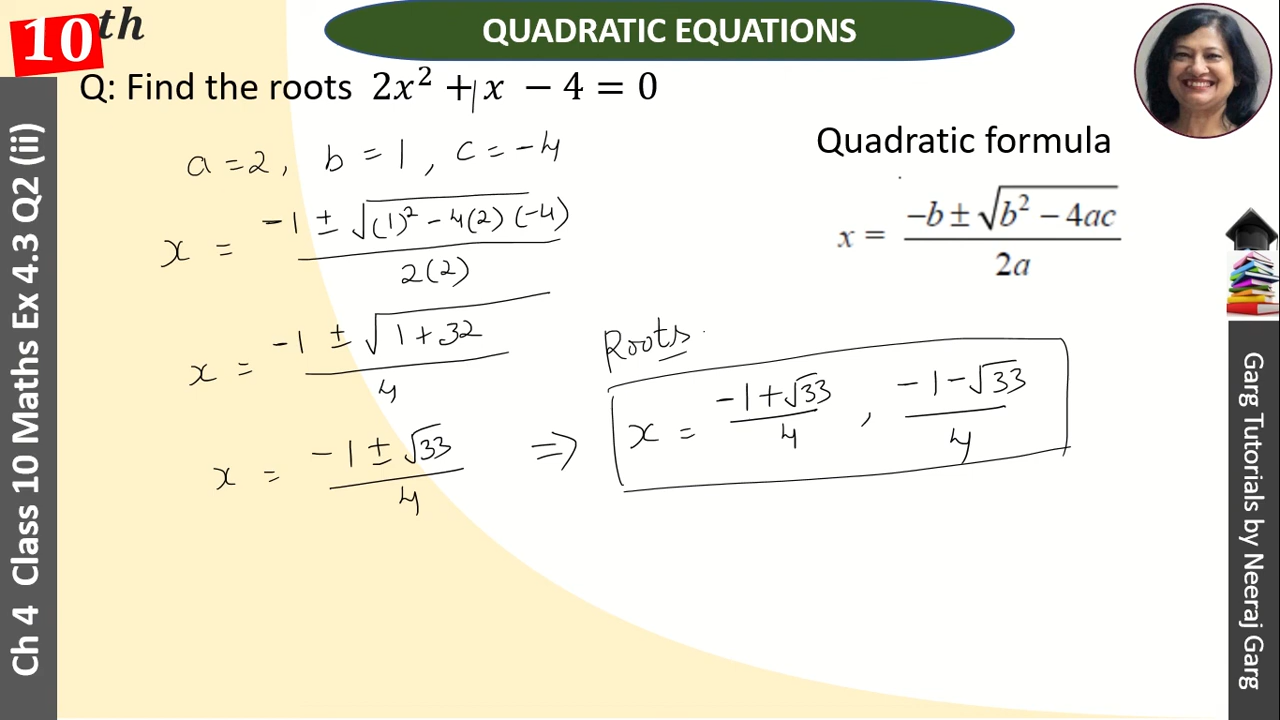 10th
QUADRATIC EQUATIONS
Q: Find the roots 2x² + x − 4 = 0
a = 2, b = 1, c = −4
x = (−1 ± √((1)² − 4(2)(−4))) / 2(2)
x = (−1 ± √(1 + 32)) / 4
x = (−1 ± √33) / 4 ⇒
Roots
x = (−1 + √33) / 4 , (−1 − √33) / 4
Quadratic formula
x = (−b ± √(b² − 4ac)) / 2a
Ch 4 Class 10 Maths Ex 4.3 Q2 (ii)
Garg Tutorials by Neeraj Garg